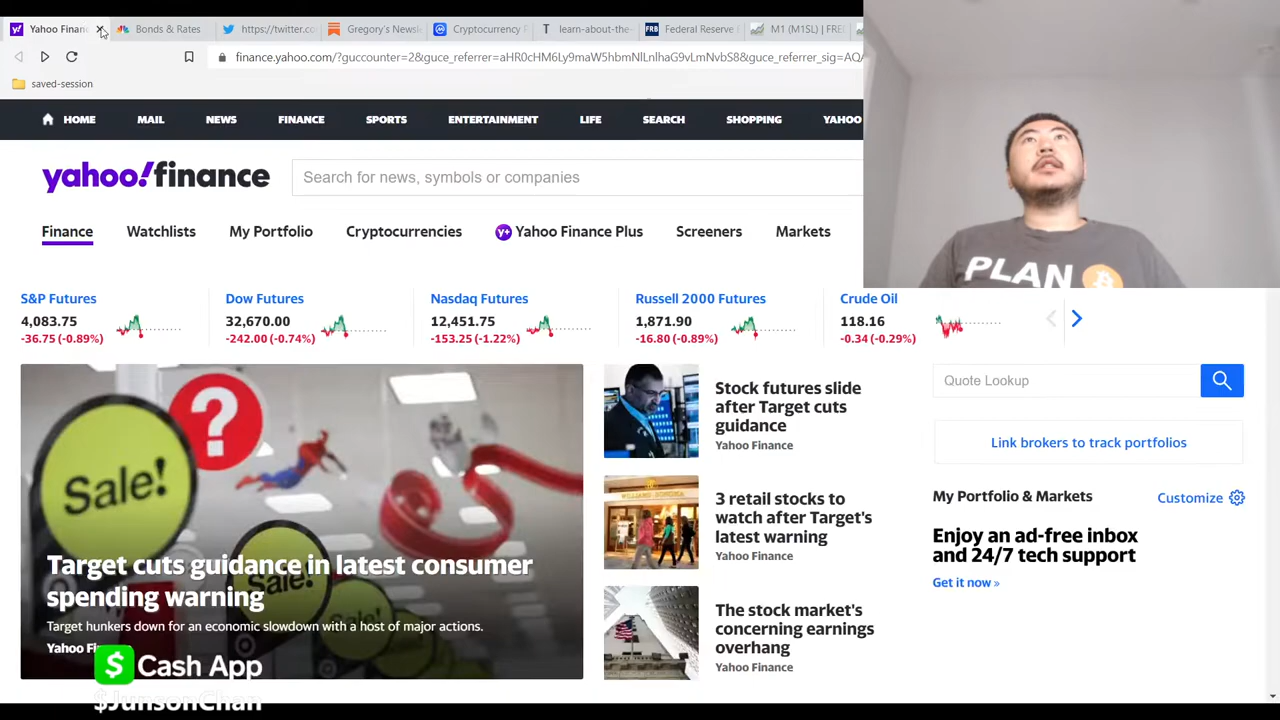 Yahoo Financ
Bonds & Rates
https://twitter.co
Gregory's Newsl
Cryptocurrency P
T
learn-about-the-
FRB
Federal Reserve
M1 (M1SL) | FRE
finance.yahoo.com/?guccounter=2&guce_referrer=aHR0cHM6Ly9maW5hbmNlLnlhaG9vLmNvbS8&guce_referrer_sig=AQA
saved-session
HOME
MAIL
NEWS
FINANCE
SPORTS
ENTERTAINMENT
LIFE
SEARCH
SHOPPING
YAHOO
yahoo!finance
Search for news, symbols or companies
PLAN
Finance
Watchlists
My Portfolio
Cryptocurrencies
Yahoo Finance Plus
Screeners
Markets
S&P Futures
4,083.75
-36.75 (-0.89%)
Dow Futures
32,670.00
-242.00 (-0.74%)
Nasdaq Futures
12,451.75
-153.25 (-1.22%)
Russell 2000 Futures
1,871.90
-16.80 (-0.89%)
Crude Oil
118.16
-0.34 (-0.29%)
Sale!
?
Sale!
Target cuts guidance in latest consumer
spending warning
Target hunkers down for an economic slowdown with a host of major actions.
Yahoo Fi
$ Cash App
$JunsonChan
Stock futures slide
after Target cuts
guidance
Yahoo Finance
WILLIAMS-SONOMA
3 retail stocks to
watch after Target's
latest warning
Yahoo Finance
The stock market's
concerning earnings
overhang
Yahoo Finance
Quote Lookup
Link brokers to track portfolios
My Portfolio & Markets
Customize
Enjoy an ad-free inbox
and 24/7 tech support
Get it now »